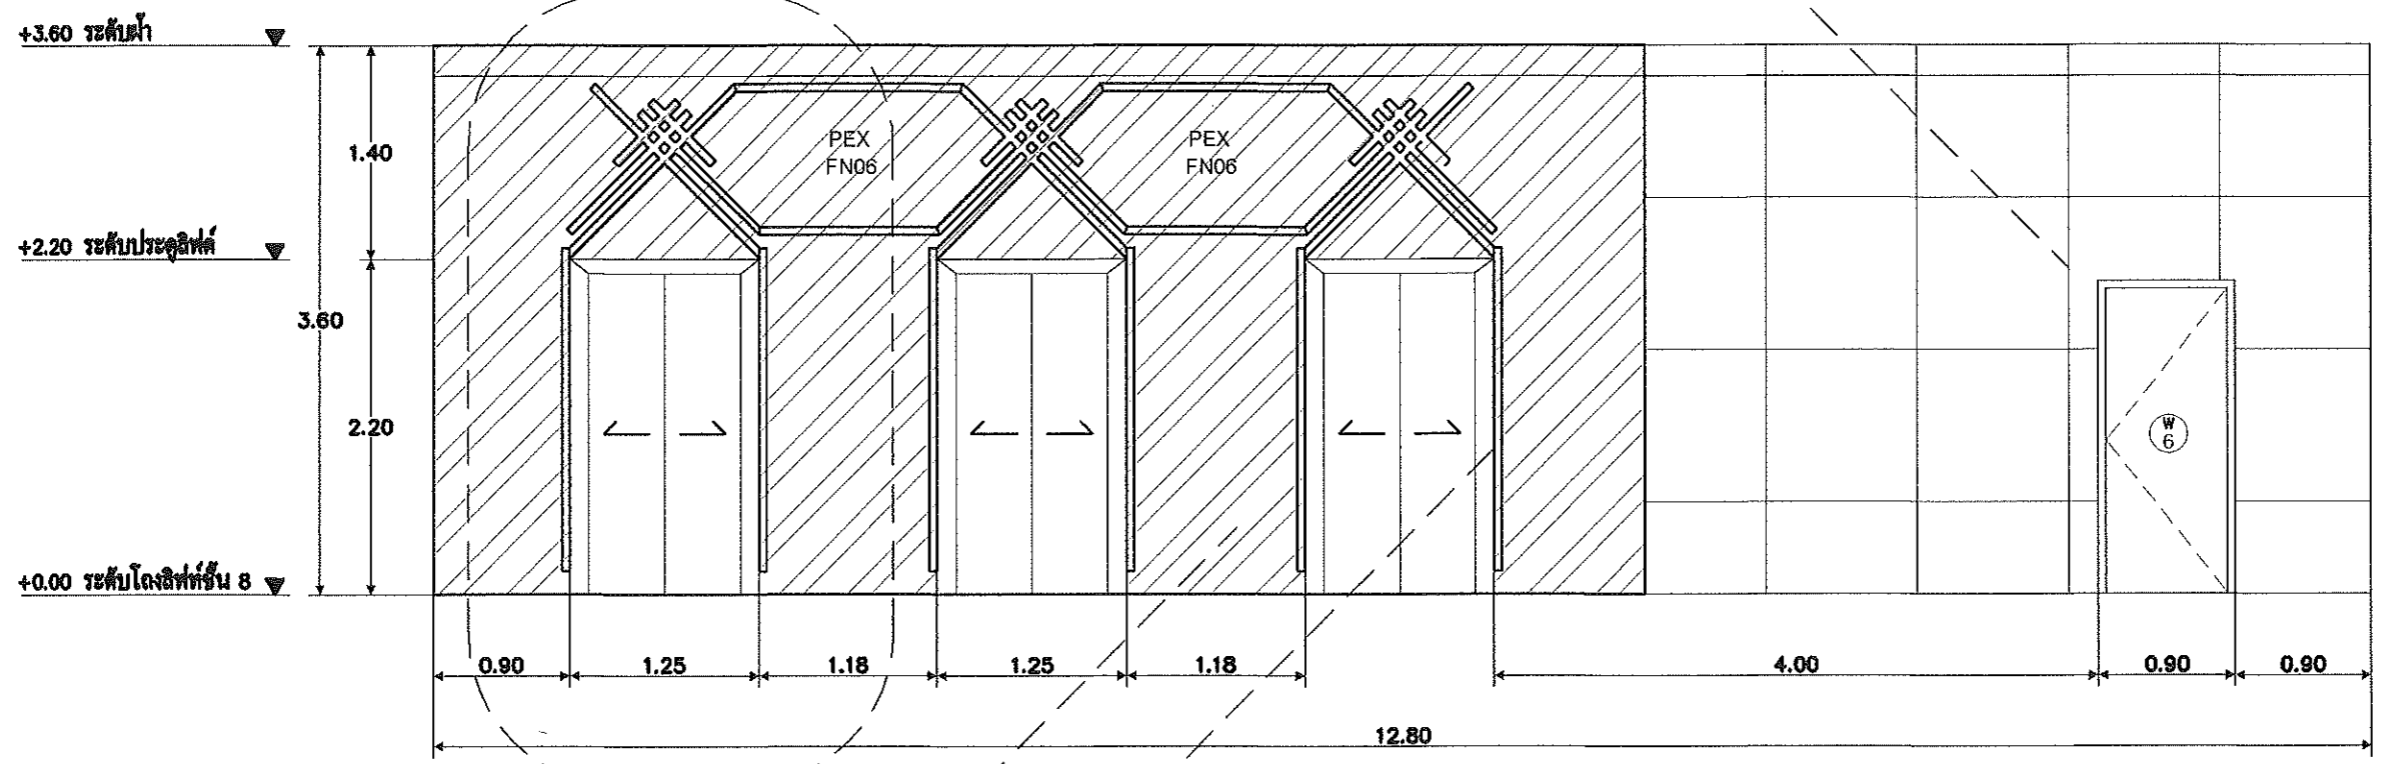 +3.60 ระดับฝ้า
1.40
PEX
FN06
PEX
FN06
+2.20 ระดับประตูลิฟต์
3.60
2.20
W
6
+0.00 ระดับโถงลิฟท์ชั้น 8
0.90 1.25 1.18 1.25 1.18 4.00 0.90 0.90
12.80